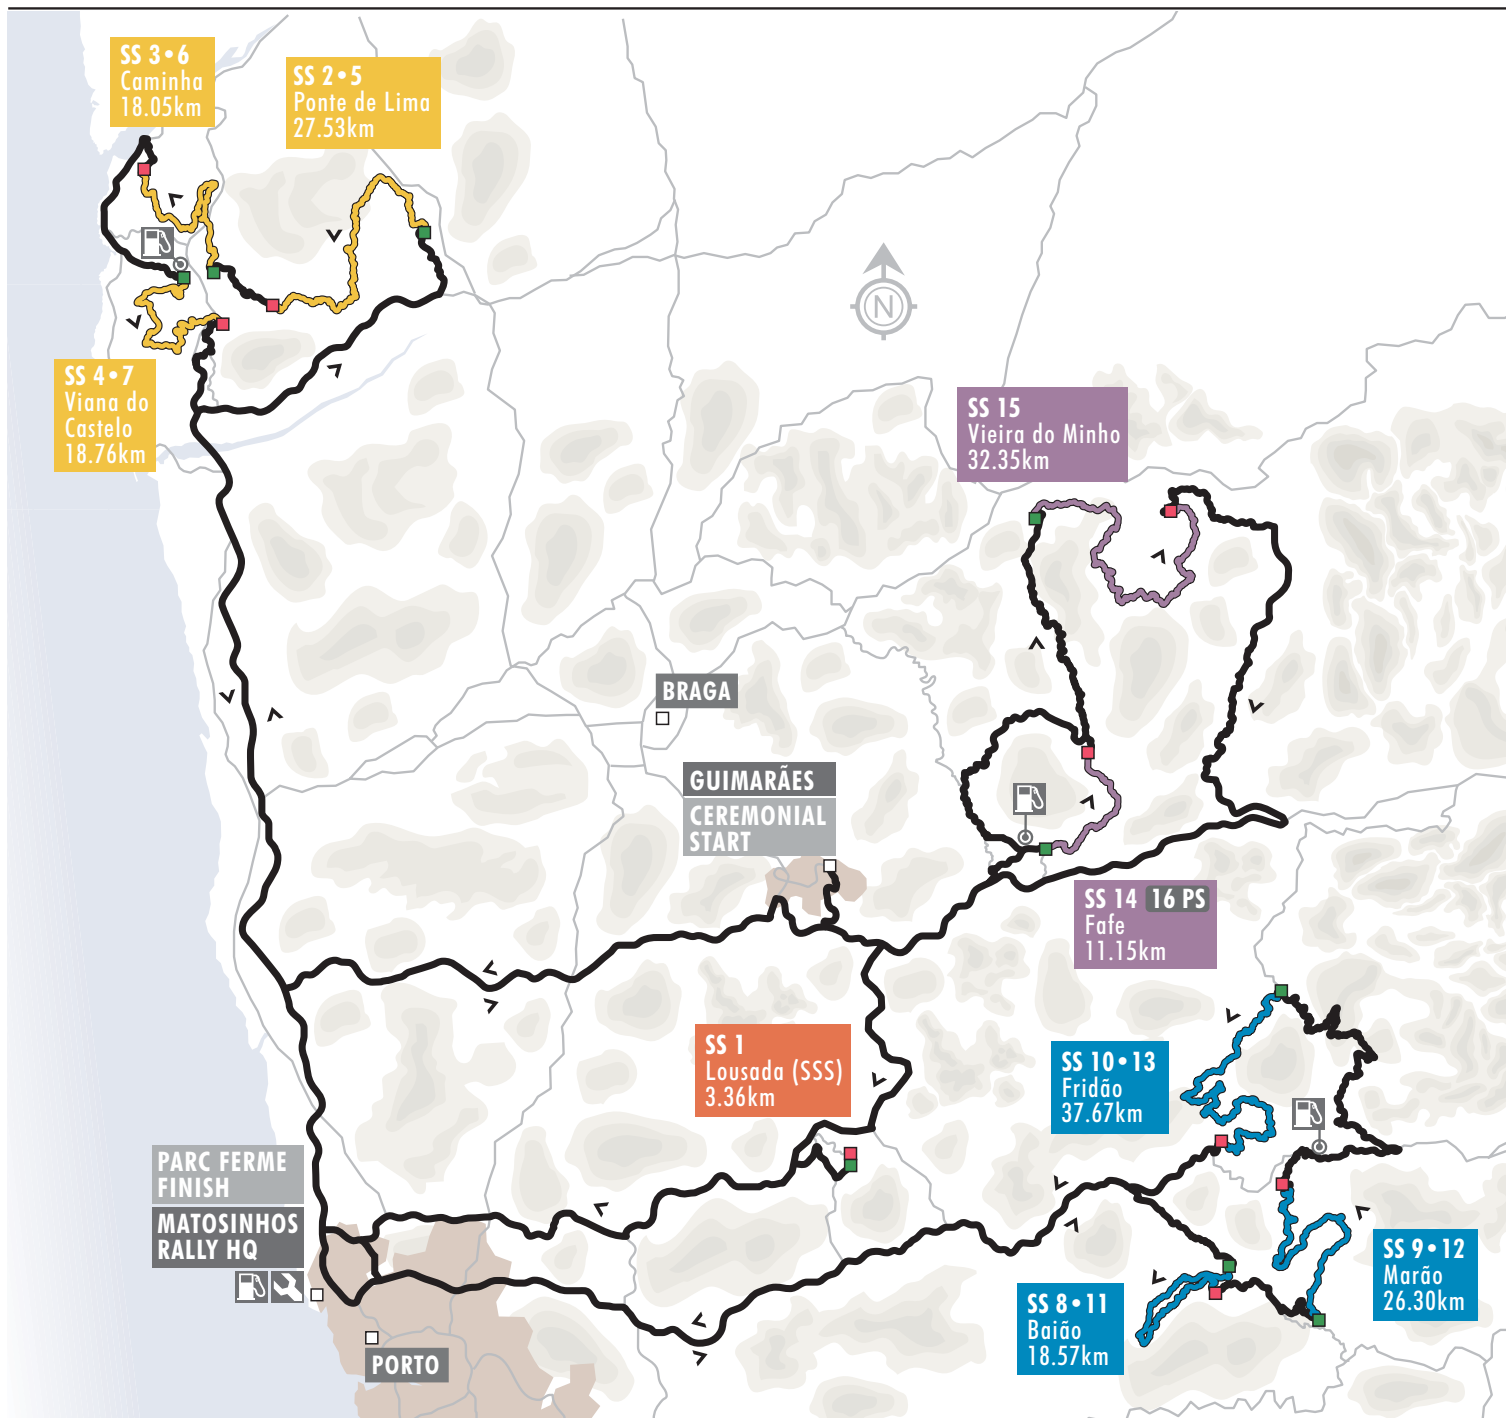 SS 3•6
Caminha
18.05km
SS 2•5
Ponte de Lima
27.53km
N
SS 4•7
Viana do
Castelo
18.76km
SS 15
Vieira do Minho
32.35km
BRAGA
GUIMARÃES
CEREMONIAL
START
SS 14 16 PS
Fafe
11.15km
SS 1
Lousada (SSS)
3.36km
SS 10•13
Fridão
37.67km
PARC FERME
FINISH
MATOSINHOS
RALLY HQ
SS 9•12
Marão
26.30km
SS 8•11
Baião
18.57km
PORTO